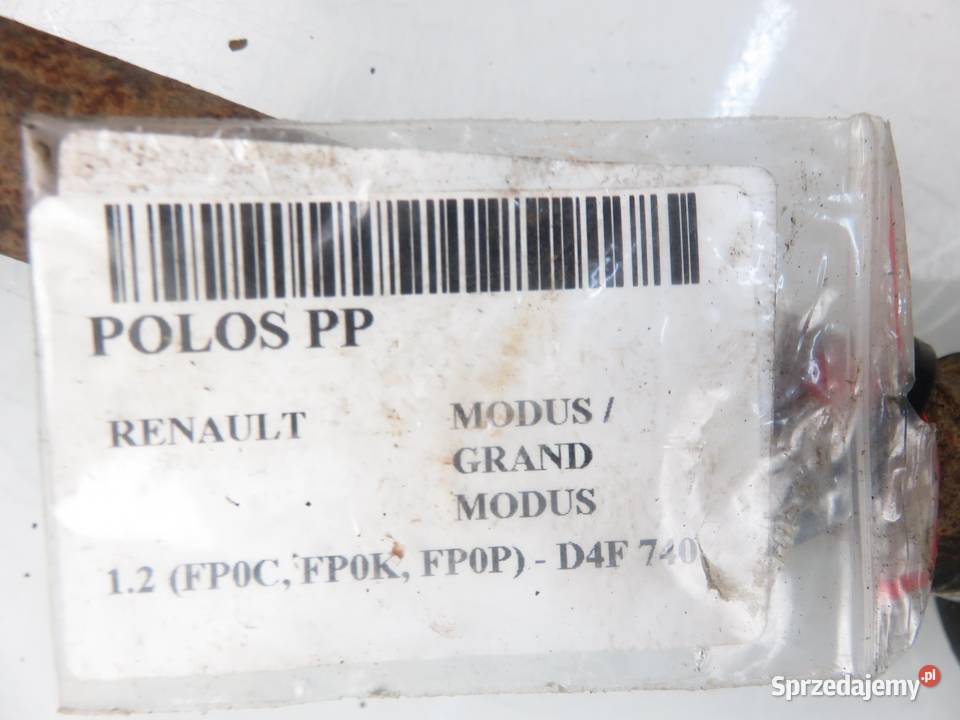 POLOS PP
RENAULT
MODUS /
GRAND
MODUS
1.2 (FP0C, FP0K, FP0P) - D4F 740
Sprzedajemy.pl